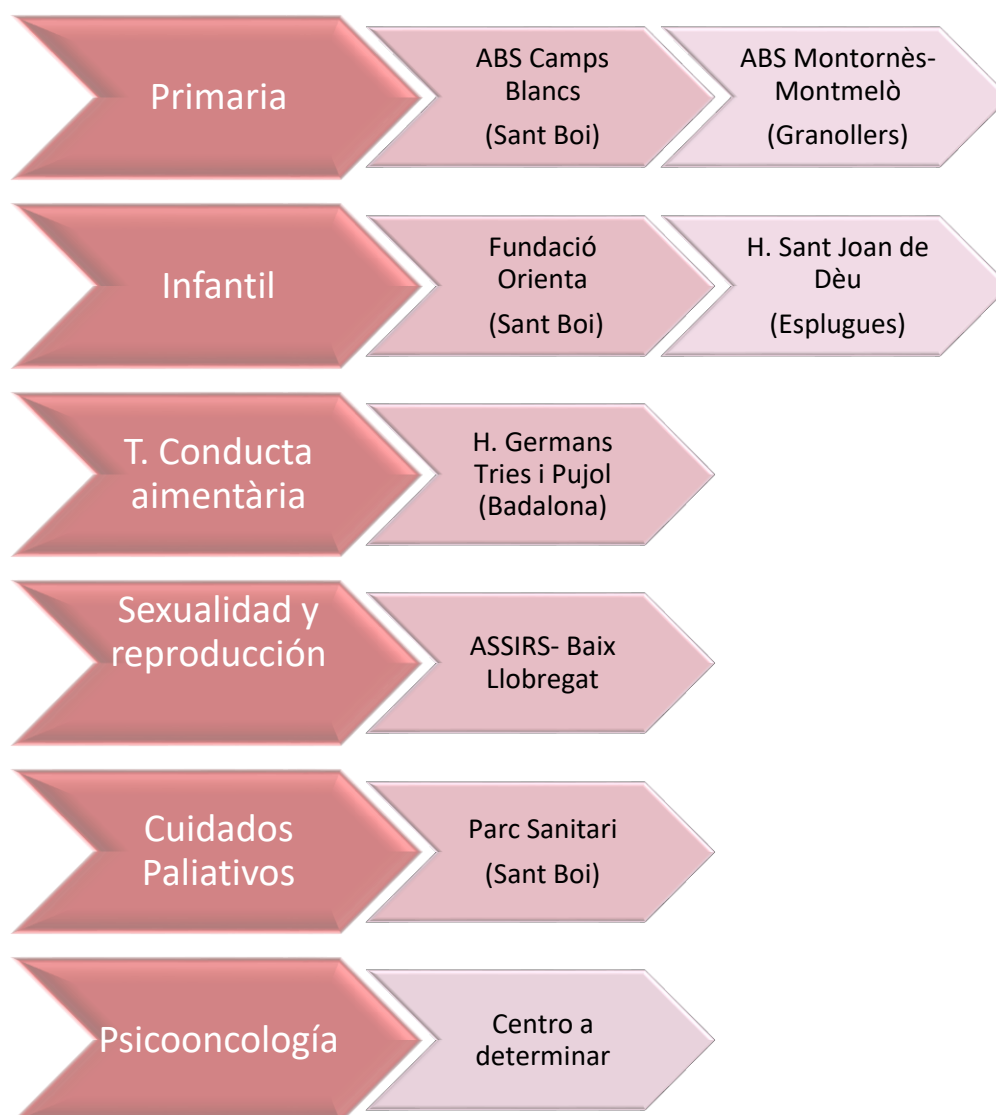 Primaria
ABS Camps
Blancs
(Sant Boi)
ABS Montornès-
Montmelò
(Granollers)
Infantil
Fundació
Orienta
(Sant Boi)
H. Sant Joan de
Dèu
(Esplugues)
T. Conducta
aimentària
H. Germans
Tries i Pujol
(Badalona)
Sexualidad y
reproducción
ASSIRS- Baix
Llobregat
Cuidados
Paliativos
Parc Sanitari
(Sant Boi)
Psicooncología
Centro a
determinar